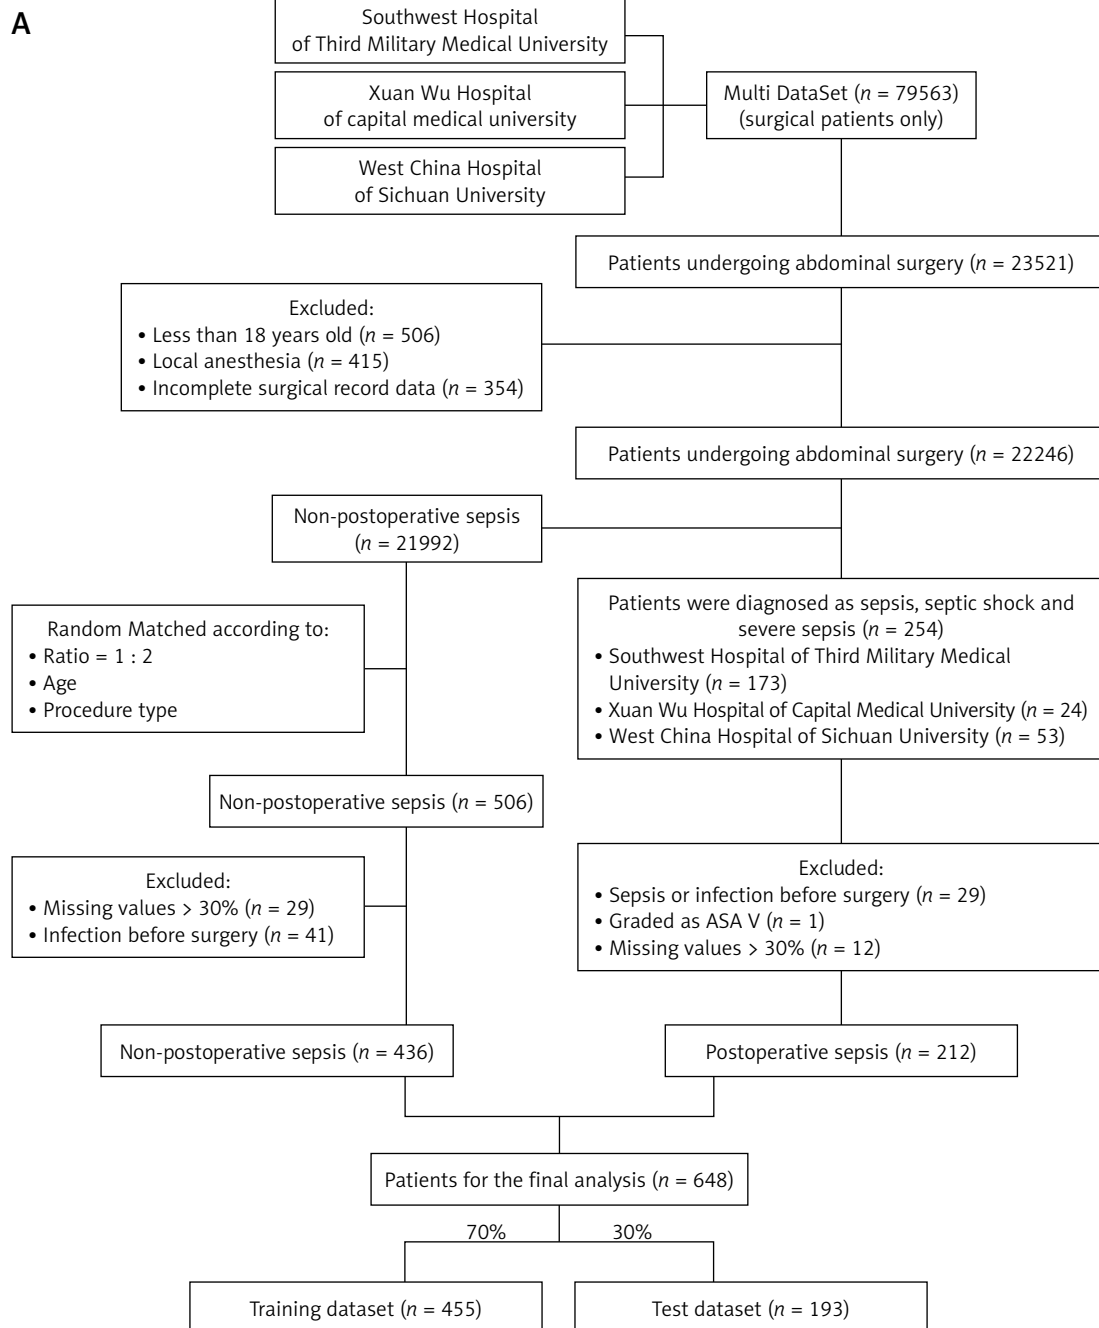 A
Southwest Hospital
of Third Military Medical University
Xuan Wu Hospital
of capital medical university
West China Hospital
of Sichuan University
Multi DataSet (n = 79563)
(surgical patients only)
Patients undergoing abdominal surgery (n = 23521)
Excluded:
• Less than 18 years old (n = 506)
• Local anesthesia (n = 415)
• Incomplete surgical record data (n = 354)
Patients undergoing abdominal surgery (n = 22246)
Non-postoperative sepsis
(n = 21992)
Patients were diagnosed as sepsis, septic shock and
severe sepsis (n = 254)
• Southwest Hospital of Third Military Medical
University (n = 173)
• Xuan Wu Hospital of Capital Medical University (n = 24)
• West China Hospital of Sichuan University (n = 53)
Random Matched according to:
• Ratio = 1 : 2
• Age
• Procedure type
Non-postoperative sepsis (n = 506)
Excluded:
• Missing values > 30% (n = 29)
• Infection before surgery (n = 41)
Excluded:
• Sepsis or infection before surgery (n = 29)
• Graded as ASA V (n = 1)
• Missing values > 30% (n = 12)
Non-postoperative sepsis (n = 436)
Postoperative sepsis (n = 212)
Patients for the final analysis (n = 648)
70%
30%
Training dataset (n = 455)
Test dataset (n = 193)